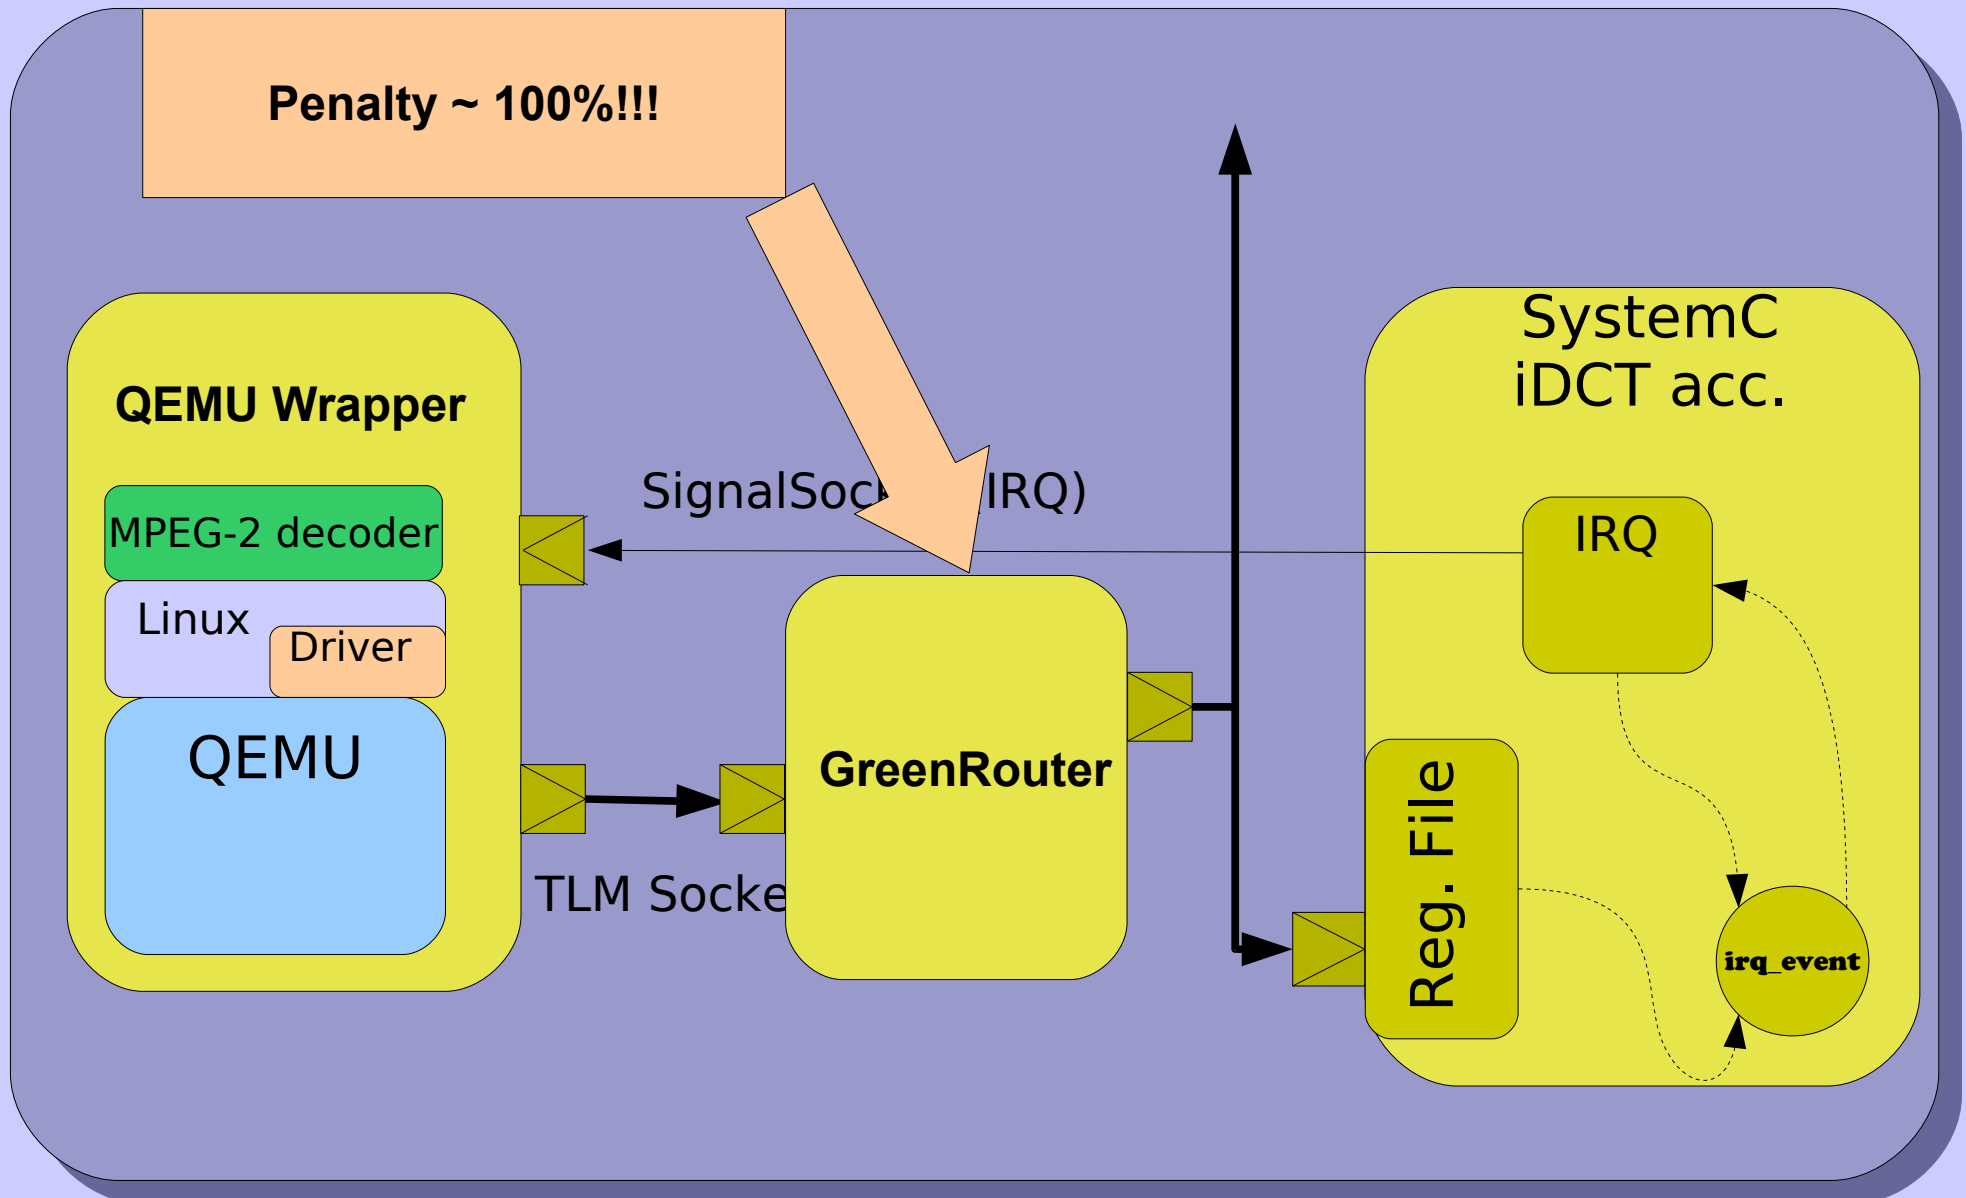 Penalty ~ 100%!!!
SystemC
iDCT acc.
QEMU Wrapper
SignalSock IRQ)
MPEG-2 decoder
IRQ
Linux
Driver
QEMU
GreenRouter
TLM Socke
Reg. File
irq_event